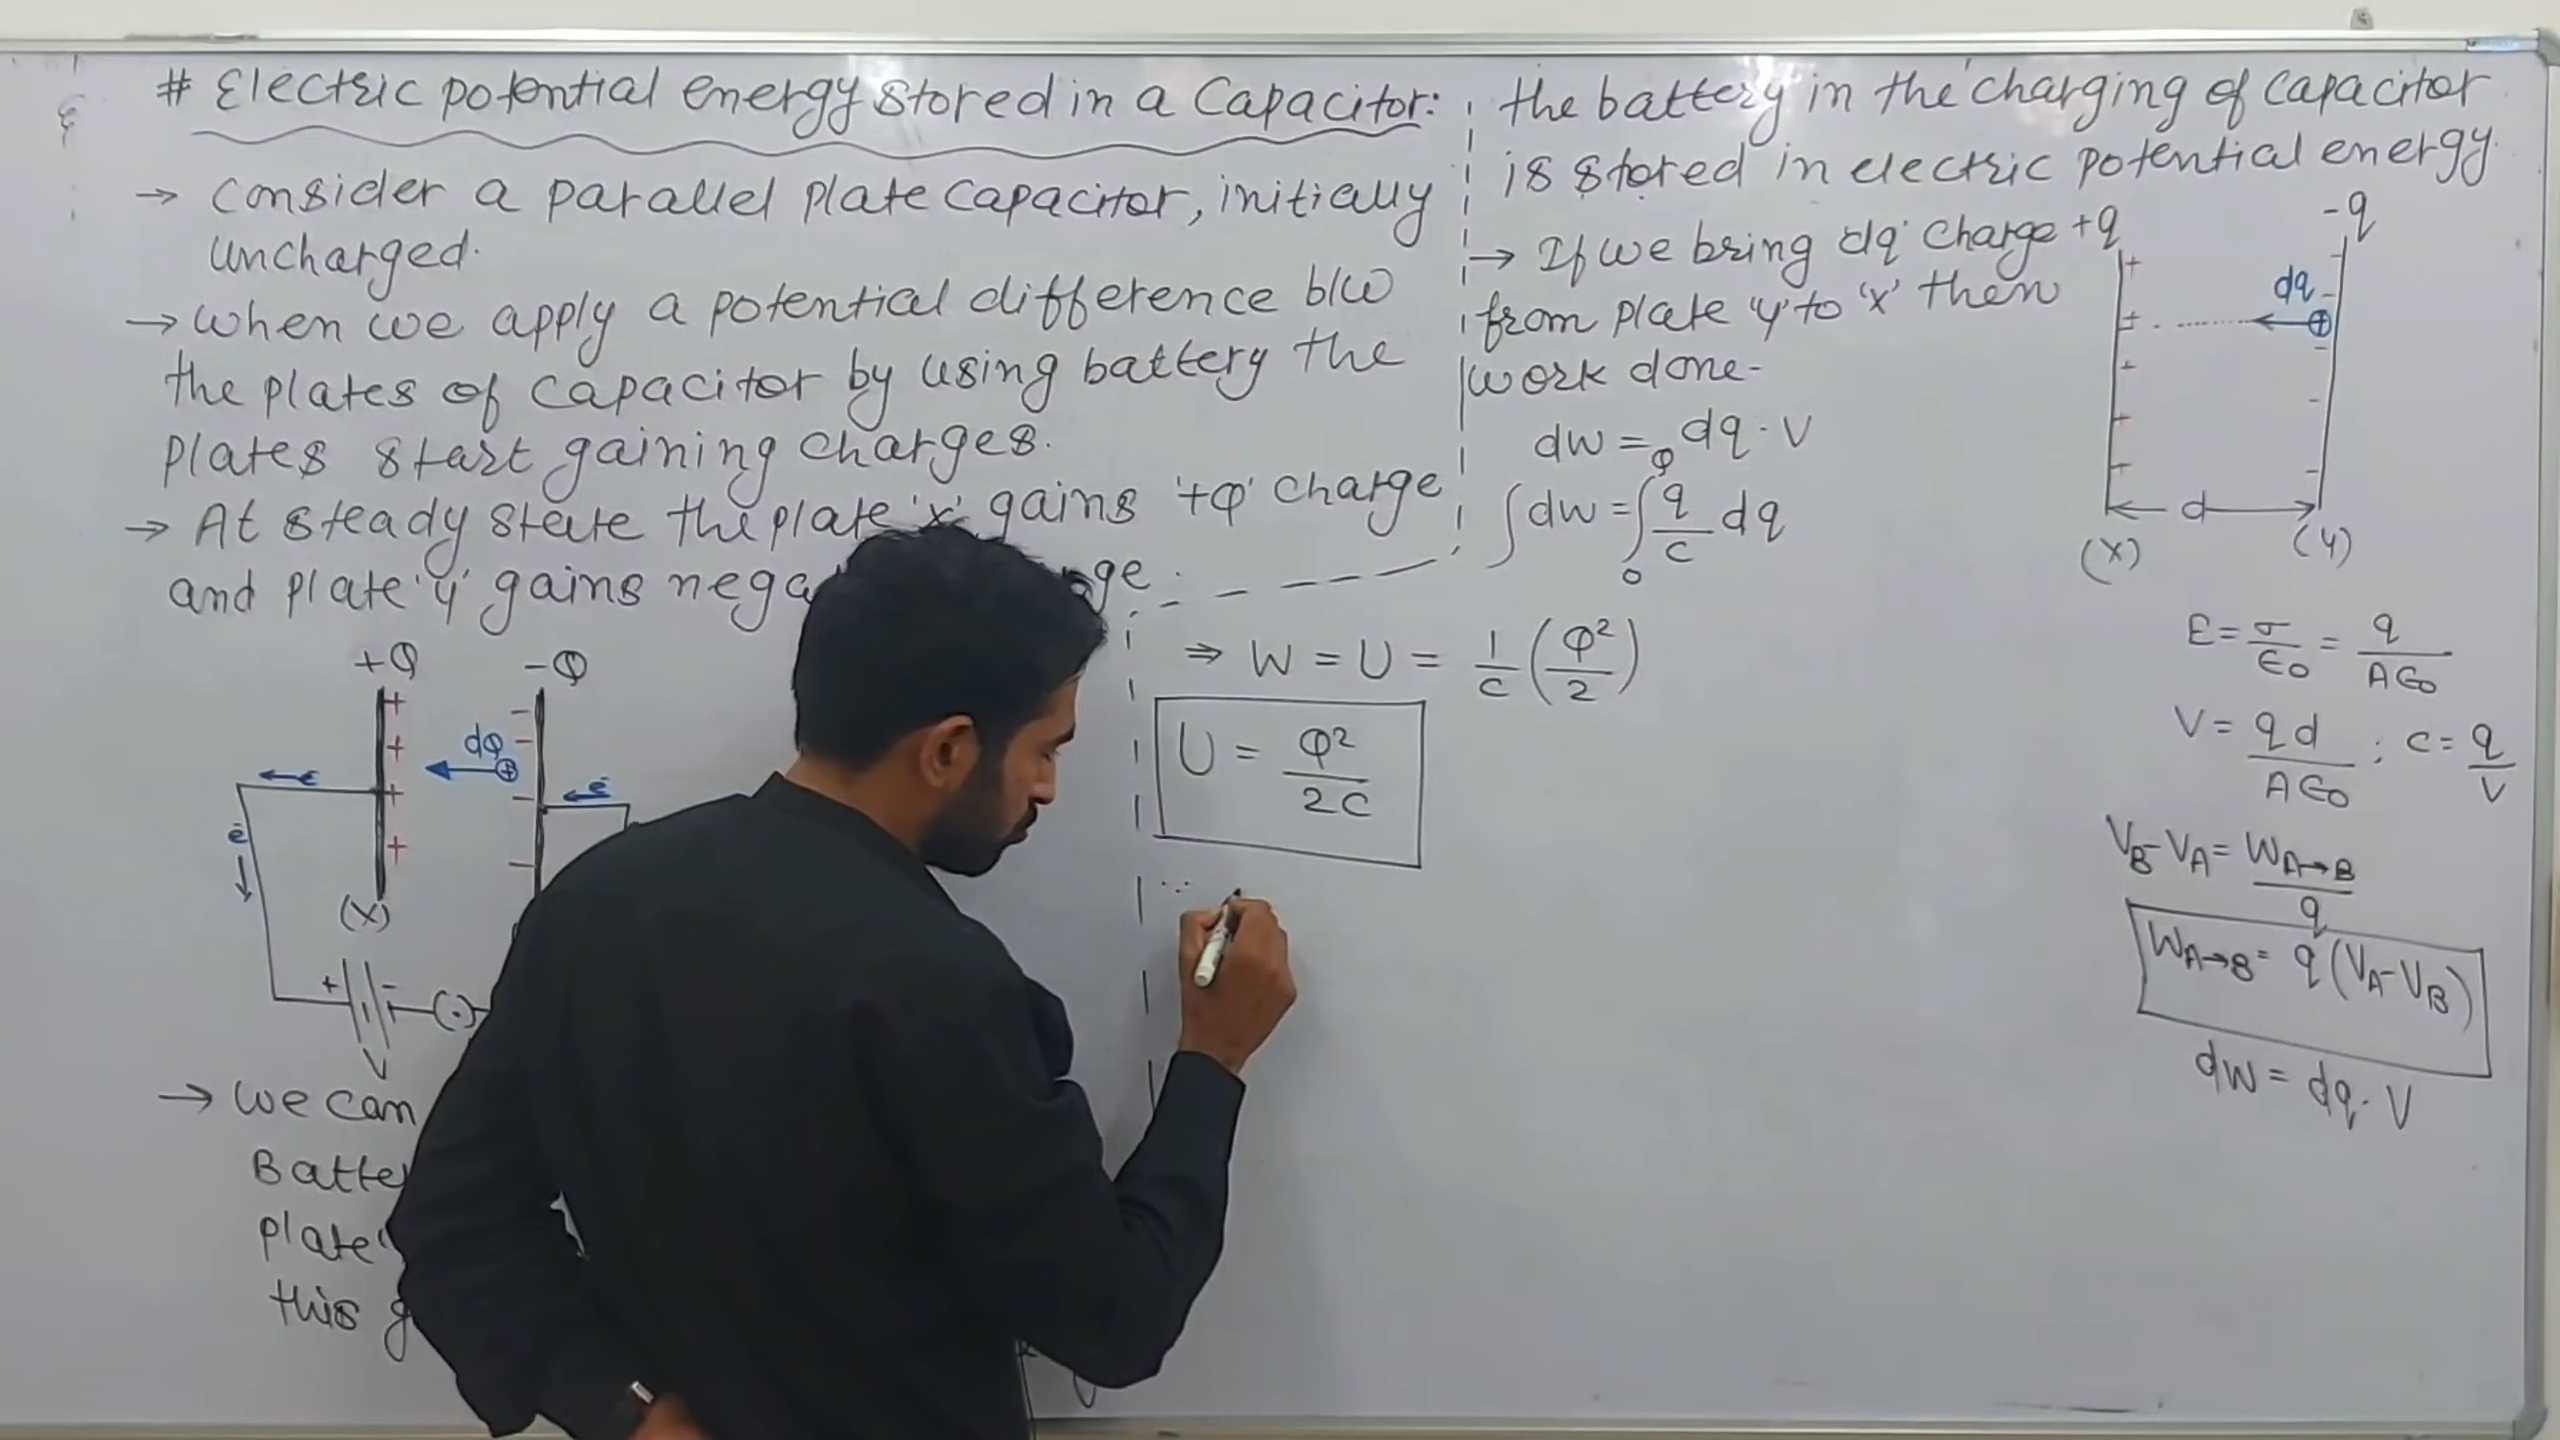 # Electric potential energy stored in a capacitor:
→ Consider a parallel plate capacitor, initially
uncharged.
→ When we apply a potential difference b/w
the plates of capacitor by using battery the
plates start gaining charges.
→ At steady state the plate 'x' gains '+Q' charge
and plate 'y' gains
+Q -Q
+ + + +
- - - -
dQ
⊕
e⁻
e⁻
e⁻
(X)
+ -
(·)
V
→ we can
this
the battery in the charging of capacitor
is stored in electric potential energy.
→ If we bring 'dq' charge
from plate 'y' to 'x' then
work done-
dw = dq · V
∫dw = ∫₀^Q q/C dq
⇒ W = U = 1/C (Q²/2)
U = Q²/2C
∵
+q -q
+ + + + +
- - - - -
dq
⊕
d
(X) (Y)
E = σ/ε₀ = q/Aε₀
V = qd/Aε₀ ; C = q/V
V_B - V_A = W_A→B/q
W_A→B = q(V_A - V_B)
dW = dq · V